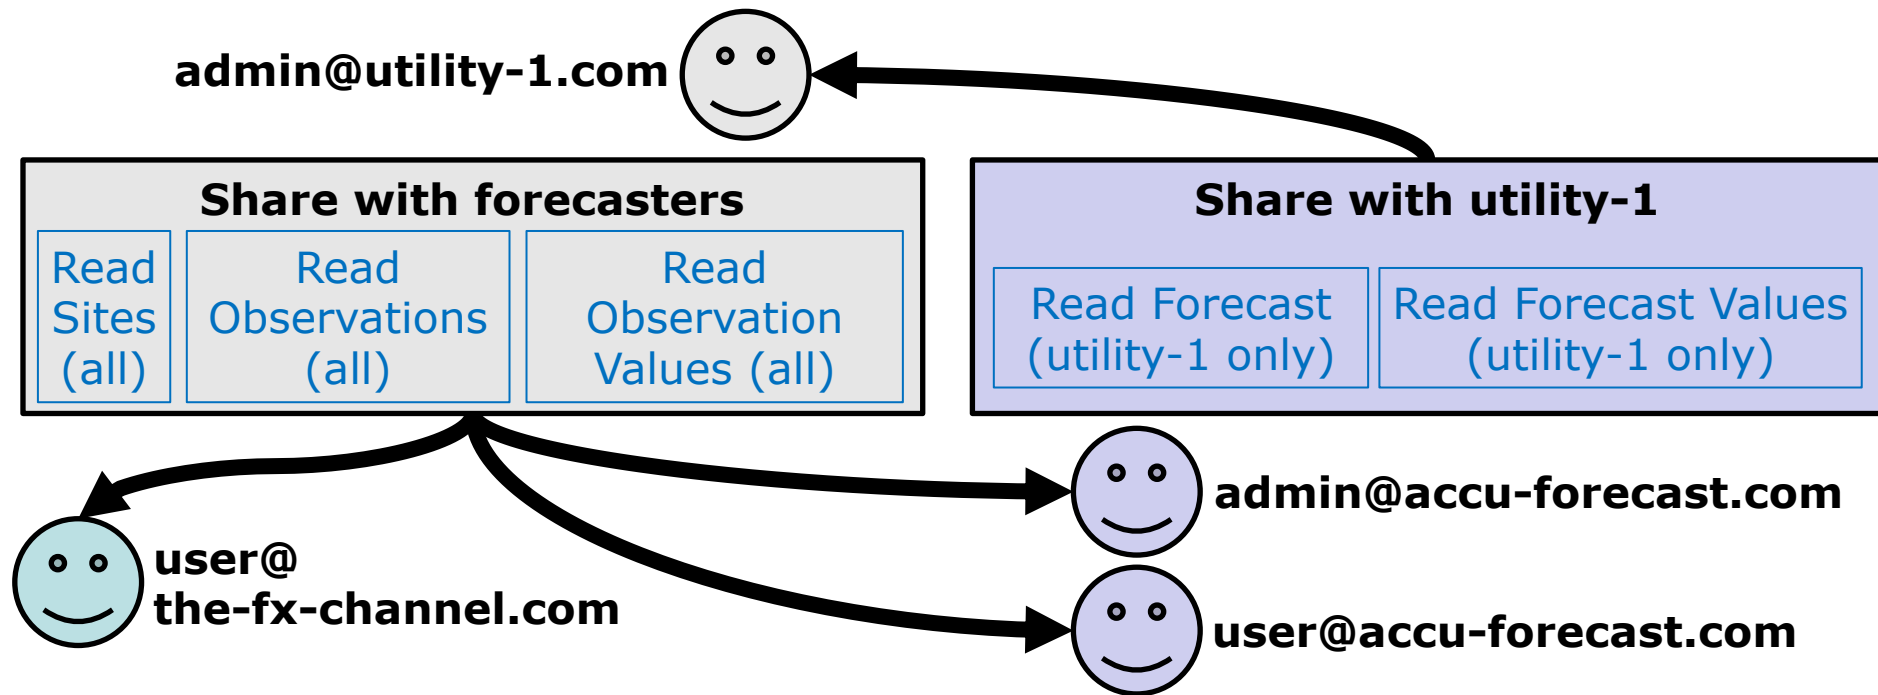 admin@utility-1.com
Share with forecasters
Read
Sites
(all)
Read
Observations
(all)
Read
Observation
Values (all)
Share with utility-1
Read Forecast
(utility-1 only)
Read Forecast Values
(utility-1 only)
user@
the-fx-channel.com
admin@accu-forecast.com
user@accu-forecast.com